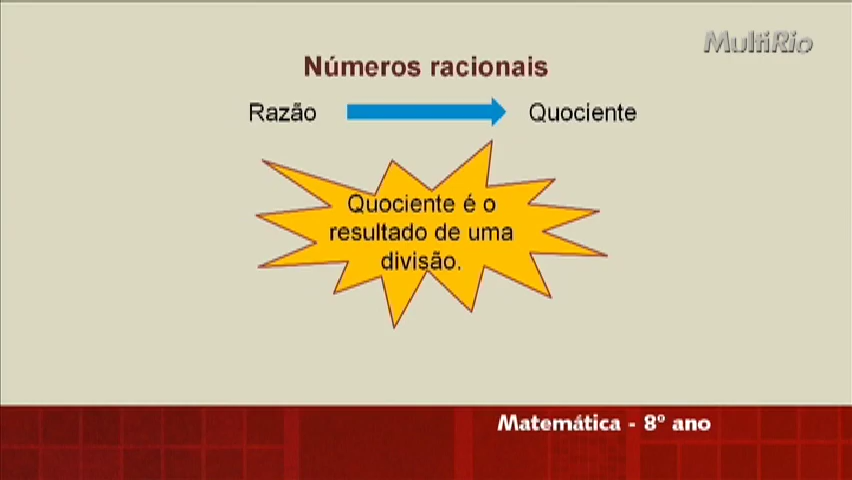 MultiRio
Números racionais
Razão Quociente
Quociente é o
resultado de uma
divisão.
Matemática - 8º ano